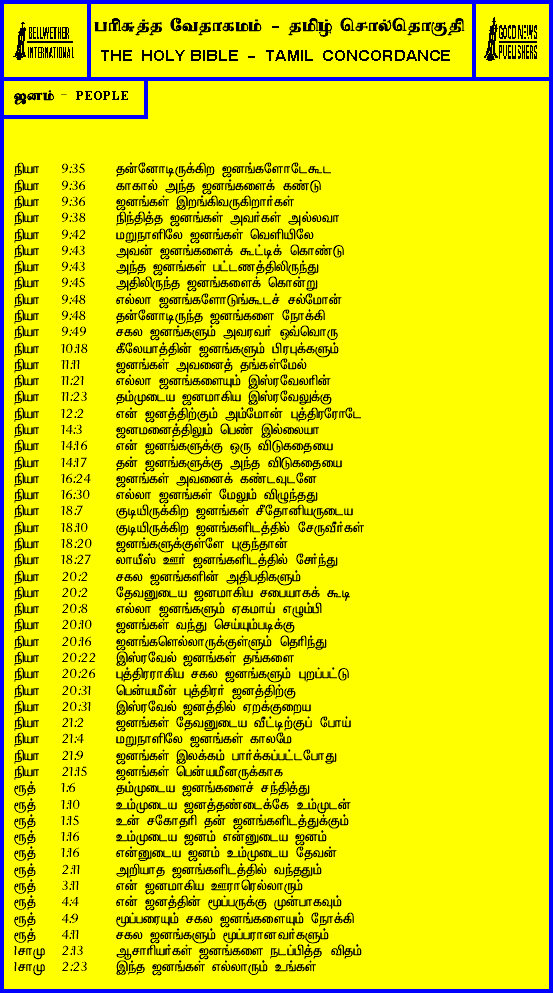 BELLWETHER INTERNATIONAL
பரிசுத்த வேதாகமம் – தமிழ் சொல்தொகுதி
THE HOLY BIBLE – TAMIL CONCORDANCE
GOOD NEWS PUBLISHERS
ஜனம் – PEOPLE
நியா 9:35 தன்னோடிருக்கிற ஜனங்களோடேகூட
நியா 9:36 காகால் அந்த ஜனங்களைக் கண்டு
நியா 9:36 ஜனங்கள் இறங்கிவருகிறார்கள்
நியா 9:38 நிந்தித்த ஜனங்கள் அவர்கள் அல்லவா
நியா 9:42 மறுநாளிலே ஜனங்கள் வெளியிலே
நியா 9:43 அவன் ஜனங்களைக் கூட்டிக் கொண்டு
நியா 9:43 அந்த ஜனங்கள் பட்டணத்திலிருந்து
நியா 9:45 அதிலிருந்த ஜனங்களைக் கொன்று
நியா 9:48 எல்லா ஜனங்களோடுங்கூடச் சல்மோன்
நியா 9:48 தன்னோடிருந்த ஜனங்களை நோக்கி
நியா 9:49 சகல ஜனங்களும் அவரவர் ஒவ்வொரு
நியா 10:18 கீலேயாத்தின் ஜனங்களும் பிரபுக்களும்
நியா 11:11 ஜனங்கள் அவனைத் தங்கள்மேல்
நியா 11:21 எல்லா ஜனங்களையும் இஸ்ரவேலரின்
நியா 11:23 தம்முடைய ஜனமாகிய இஸ்ரவேலுக்கு
நியா 12:2 என் ஜனத்திற்கும் அம்மோன் புத்திரரோடே
நியா 14:3 ஜனமனைத்திலும் பெண் இல்லையா
நியா 14:16 என் ஜனங்களுக்கு ஒரு விடுகதையை
நியா 14:17 தன் ஜனங்களுக்கு அந்த விடுகதையை
நியா 16:24 ஜனங்கள் அவனைக் கண்டவுடனே
நியா 16:30 எல்லா ஜனங்கள் மேலும் விழுந்தது
நியா 18:7 குடியிருக்கிற ஜனங்கள் சீதோனியருடைய
நியா 18:10 குடியிருக்கிற ஜனங்களிடத்தில் சேருவீர்கள்
நியா 18:20 ஜனங்களுக்குள்ளே புகுந்தான்
நியா 18:27 லாயீஸ் ஊர் ஜனங்களிடத்தில் சேர்ந்து
நியா 20:2 சகல ஜனங்களின் அதிபதிகளும்
நியா 20:2 தேவனுடைய ஜனமாகிய சபையாகக் கூடி
நியா 20:8 எல்லா ஜனங்களும் ஏகமாய் எழும்பி
நியா 20:10 ஜனங்கள் வந்து செய்யும்படிக்கு
நியா 20:16 ஜனங்களெல்லாருக்குள்ளும் தெரிந்து
நியா 20:22 இஸ்ரவேல் ஜனங்கள் தங்களை
நியா 20:26 புத்திரராகிய சகல ஜனங்களும் புறப்பட்டு
நியா 20:31 பென்யமீன் புத்திரர் ஜனத்திற்கு
நியா 20:31 இஸ்ரவேல் ஜனத்தில் ஏறக்குறைய
நியா 21:2 ஜனங்கள் தேவனுடைய வீட்டிற்குப் போய்
நியா 21:4 மறுநாளிலே ஜனங்கள் காலமே
நியா 21:9 ஜனங்கள் இலக்கம் பார்க்கப்பட்டபோது
நியா 21:15 ஜனங்கள் பென்யமீனருக்காக
ரூத் 1:6 தம்முடைய ஜனங்களைச் சந்தித்து
ரூத் 1:10 உம்முடைய ஜனத்தண்டைக்கே உம்முடன்
ரூத் 1:15 உன் சகோதரி தன் ஜனங்களிடத்துக்கும்
ரூத் 1:16 உம்முடைய ஜனம் என்னுடைய ஜனம்
ரூத் 1:16 என்னுடைய ஜனம் உம்முடைய தேவன்
ரூத் 2:11 அறியாத ஜனங்களிடத்தில் வந்ததும்
ரூத் 3:11 என் ஜனமாகிய ஊராரெல்லாரும்
ரூத் 4:4 என் ஜனத்தின் மூப்பருக்கு முன்பாகவும்
ரூத் 4:9 மூப்பரையும் சகல ஜனங்களையும் நோக்கி
ரூத் 4:11 சகல ஜனங்களும் மூப்பரானவர்களும்
1சாமு 2:13 ஆசாரியர்கள் ஜனங்களை நடப்பித்த விதம்
1சாமு 2:23 இந்த ஜனங்கள் எல்லாரும் உங்கள்